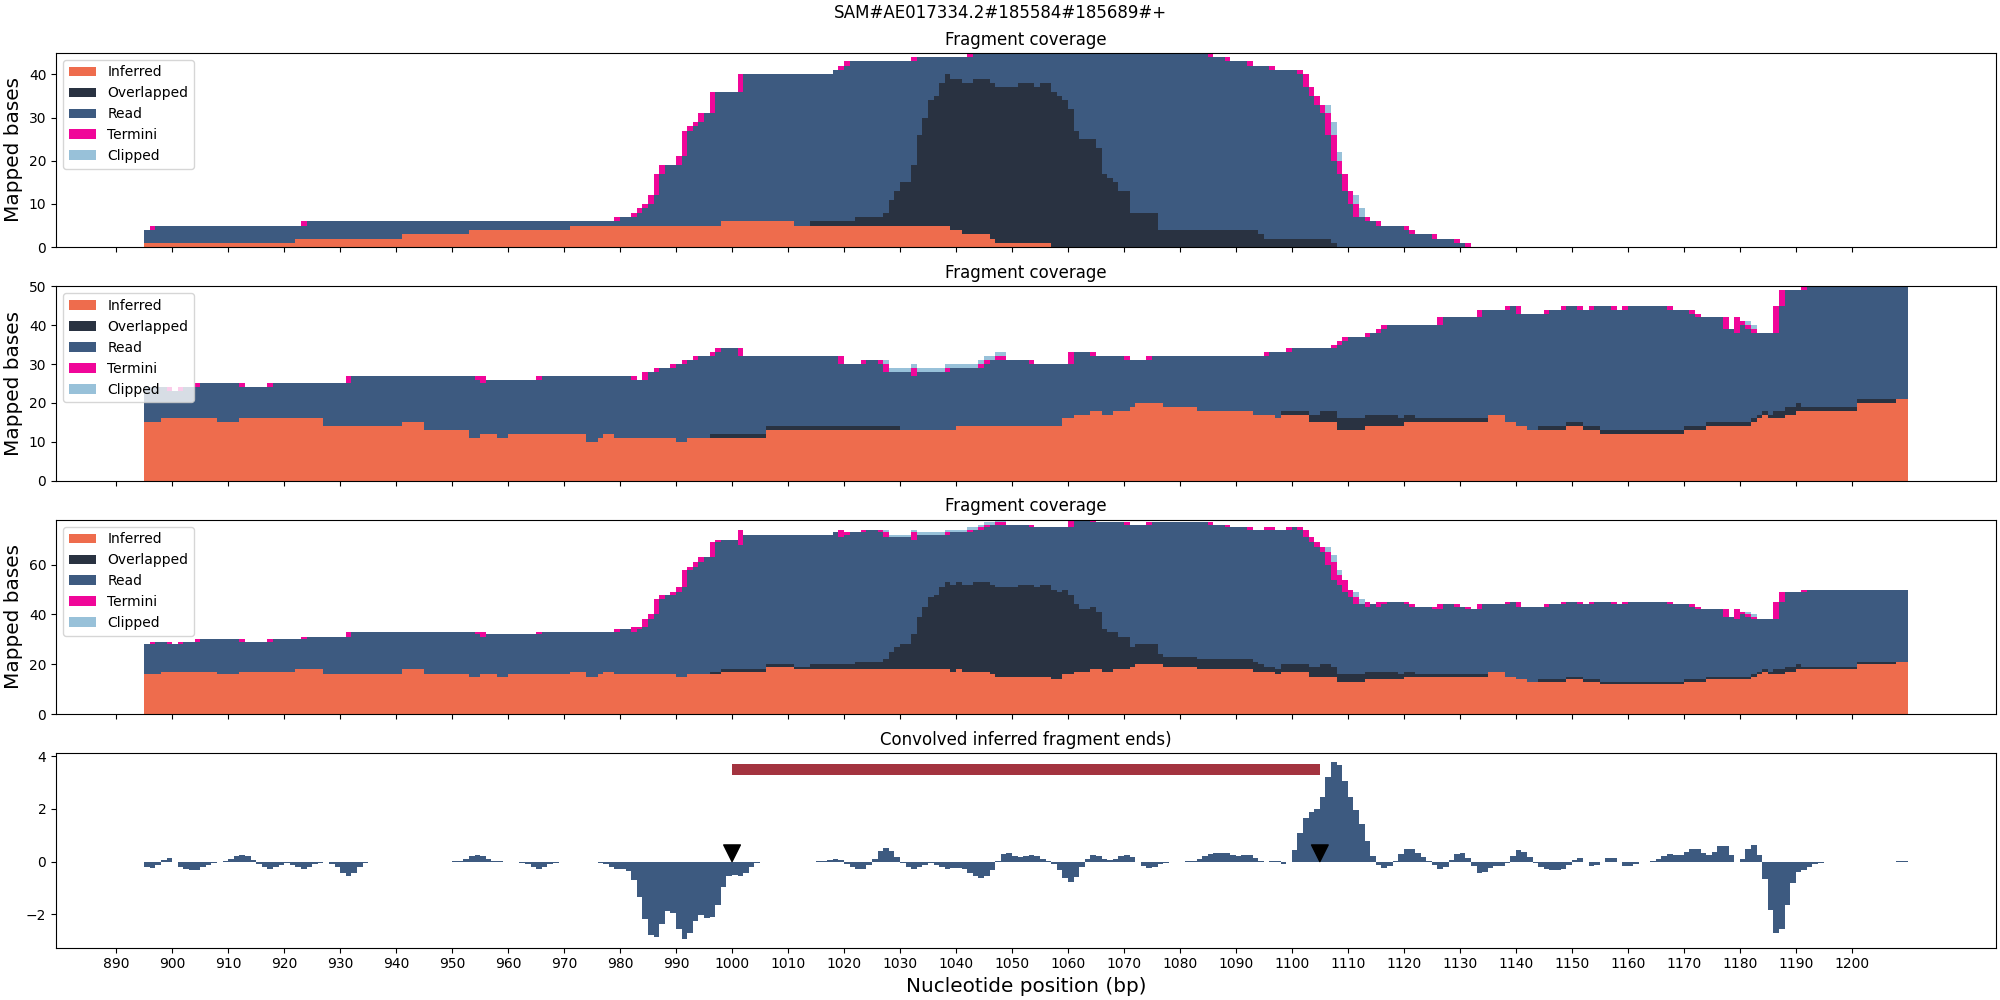 SAM#AE017334.2#185584#185689#+
Fragment coverage
Mapped bases
40
30
20
10
0
Inferred
Overlapped
Read
Termini
Clipped
Fragment coverage
Mapped bases
50
40
30
20
10
0
Inferred
Overlapped
Read
Termini
Clipped
Fragment coverage
Mapped bases
60
40
20
0
Inferred
Overlapped
Read
Termini
Clipped
Convolved inferred fragment ends)
4
2
0
−2
890 900 910 920 930 940 950 960 970 980 990 1000 1010 1020 1030 1040 1050 1060 1070 1080 1090 1100 1110 1120 1130 1140 1150 1160 1170 1180 1190 1200
Nucleotide position (bp)